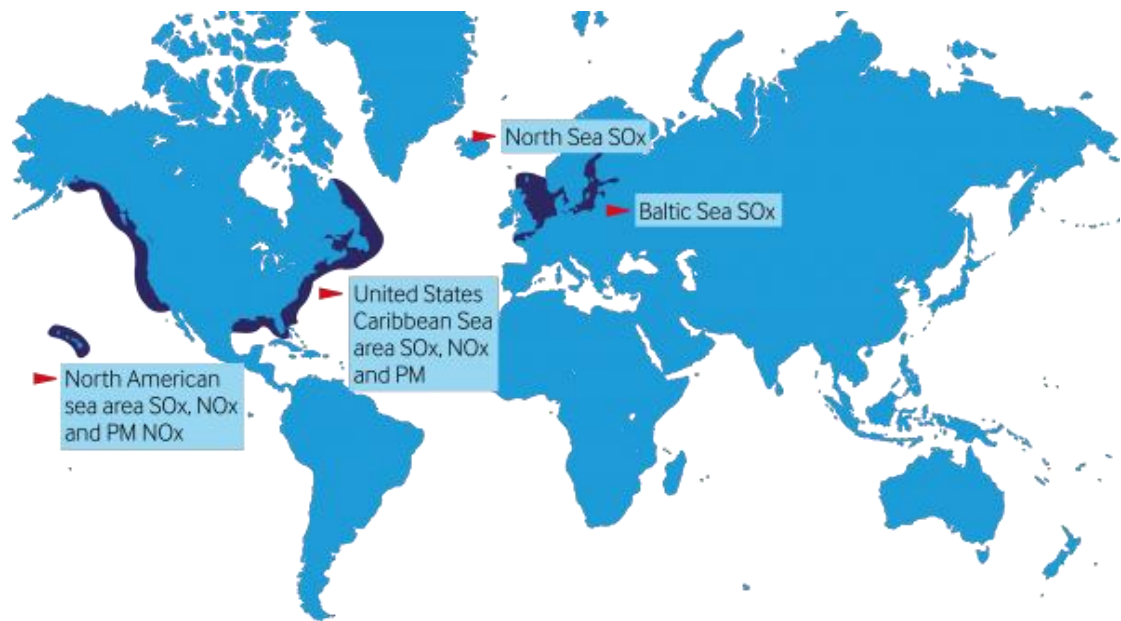 North Sea SOx
Baltic Sea SOx
United States
Caribbean Sea
area SOx, NOx
and PM
North American
sea area SOx, NOx
and PM NOx